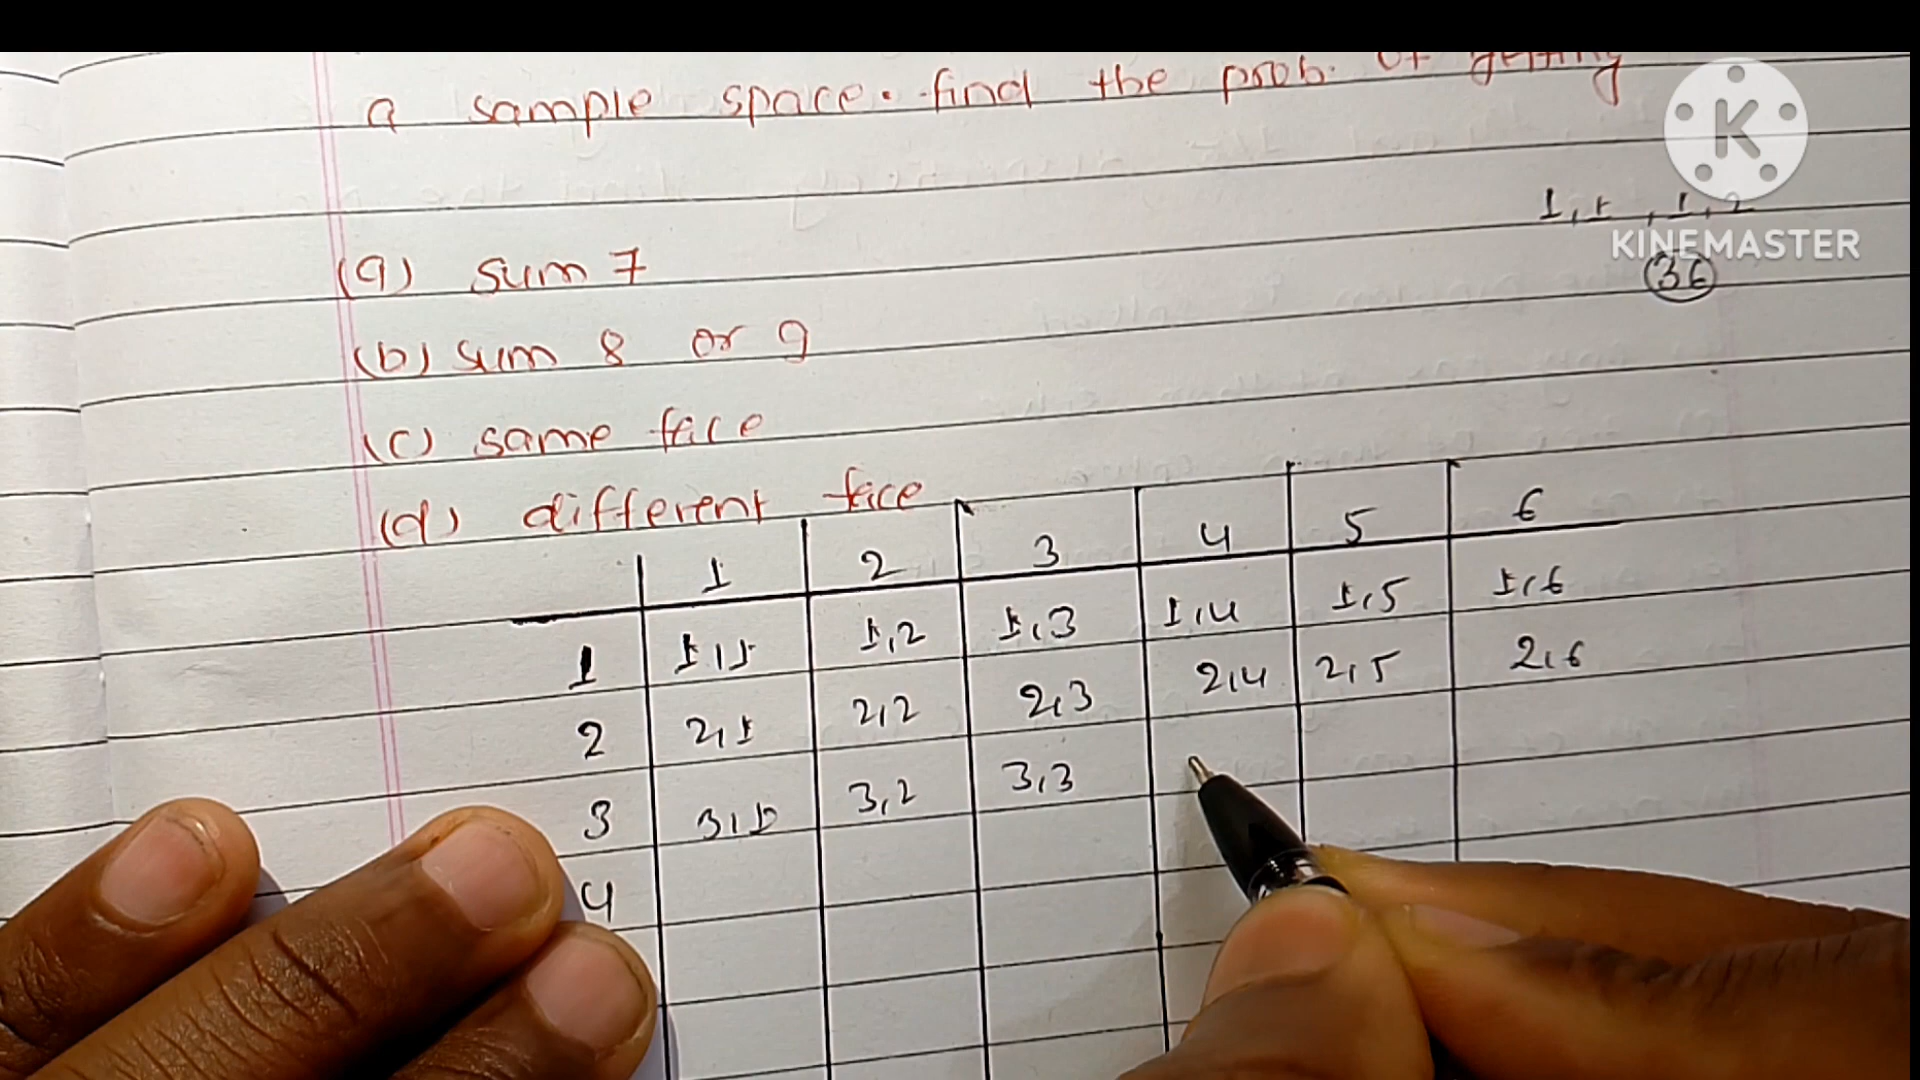 a sample space. find the prob. of getting
1,1 , 1,2
K
KINEMASTER
36
(a) sum 7
(b) sum 8 or 9
(c) same face
(d) different face
1 2 3 4 5 6
1 1,1 1,2 1,3 1,4 1,5 1,6
2 2,1 2,2 2,3 2,4 2,5 2,6
3 3,1 3,2 3,3
4